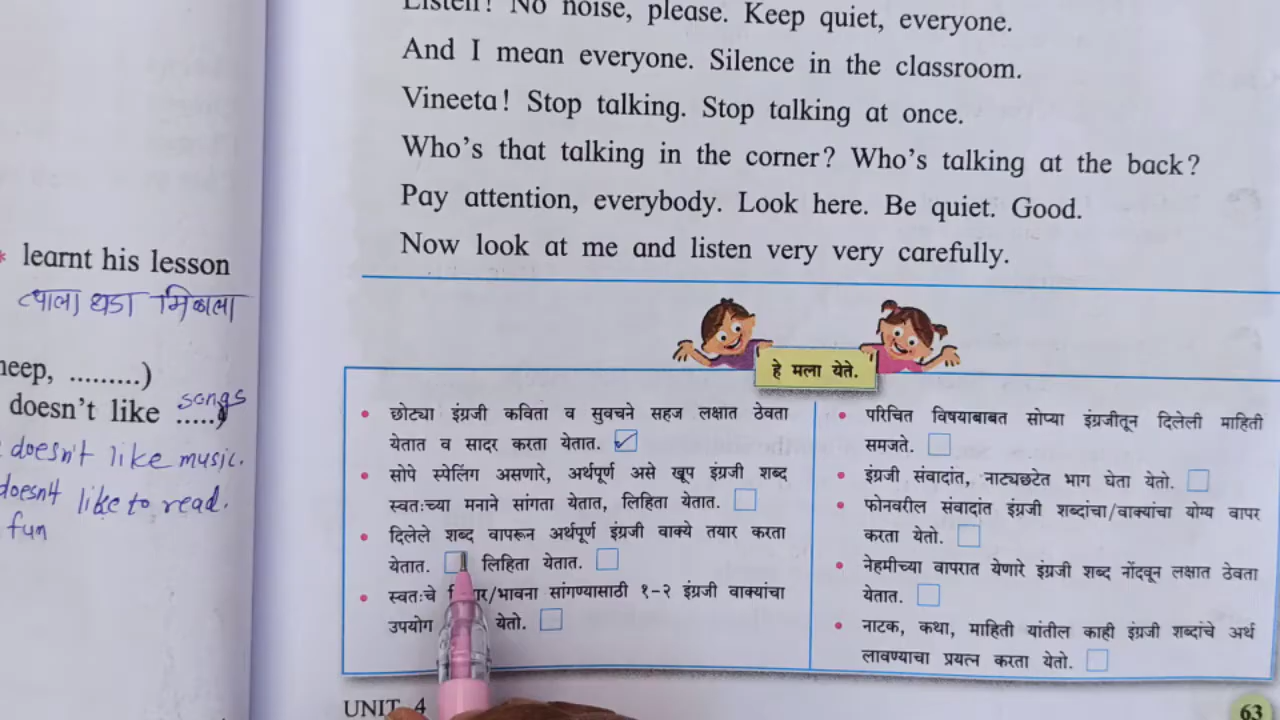 learnt his lesson
त्याला धडा मिळाला
heep, .........)
doesn't like .....,
songs
doesn't like music.
doesn't like to read.
fun
Listen! No noise, please. Keep quiet, everyone.
And I mean everyone. Silence in the classroom.
Vineeta! Stop talking. Stop talking at once.
Who's that talking in the corner? Who's talking at the back?
Pay attention, everybody. Look here. Be quiet. Good.
Now look at me and listen very very carefully.
हे मला येते.
• छोट्या इंग्रजी कविता व सुवचने सहज लक्षात ठेवता
येतात व सादर करता येतात.
• सोपे स्पेलिंग असणारे, अर्थपूर्ण असे खूप इंग्रजी शब्द
स्वतःच्या मनाने सांगता येतात, लिहिता येतात.
• दिलेले शब्द वापरून अर्थपूर्ण इंग्रजी वाक्ये तयार करता
येतात. लिहिता येतात.
• स्वतःचे /भावना सांगण्यासाठी १-२ इंग्रजी वाक्यांचा
उपयोग येतो.
• परिचित विषयाबाबत सोप्या इंग्रजीतून दिलेली माहिती
समजते.
• इंग्रजी संवादांत, नाट्यछटेत भाग घेता येतो.
• फोनवरील संवादांत इंग्रजी शब्दांचा/वाक्यांचा योग्य वापर
करता येतो.
• नेहमीच्या वापरात येणारे इंग्रजी शब्द नोंदवून लक्षात ठेवता
येतात.
• नाटक, कथा, माहिती यांतील काही इंग्रजी शब्दांचे अर्थ
लावण्याचा प्रयत्न करता येतो.
UNIT 4
63